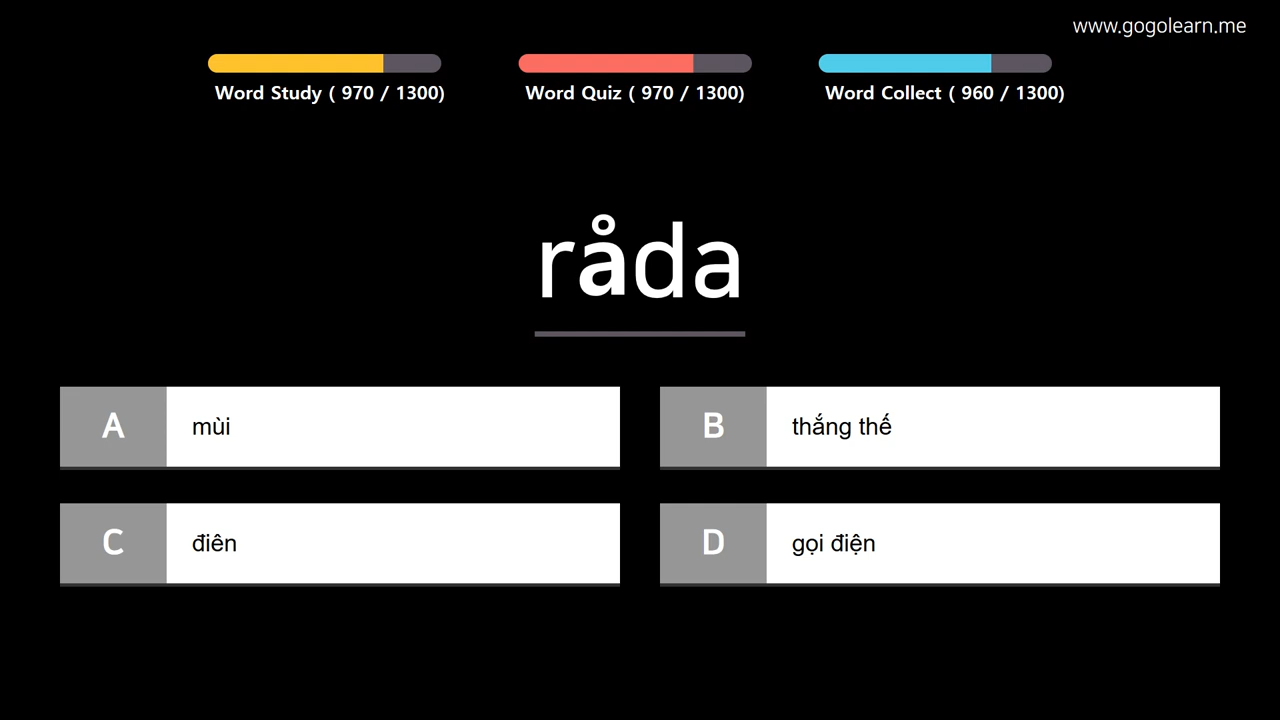 www.gogolearn.me
Word Study ( 970 / 1300)
Word Quiz ( 970 / 1300)
Word Collect ( 960 / 1300)
råda
A mùi
B thắng thế
C điên
D gọi điện